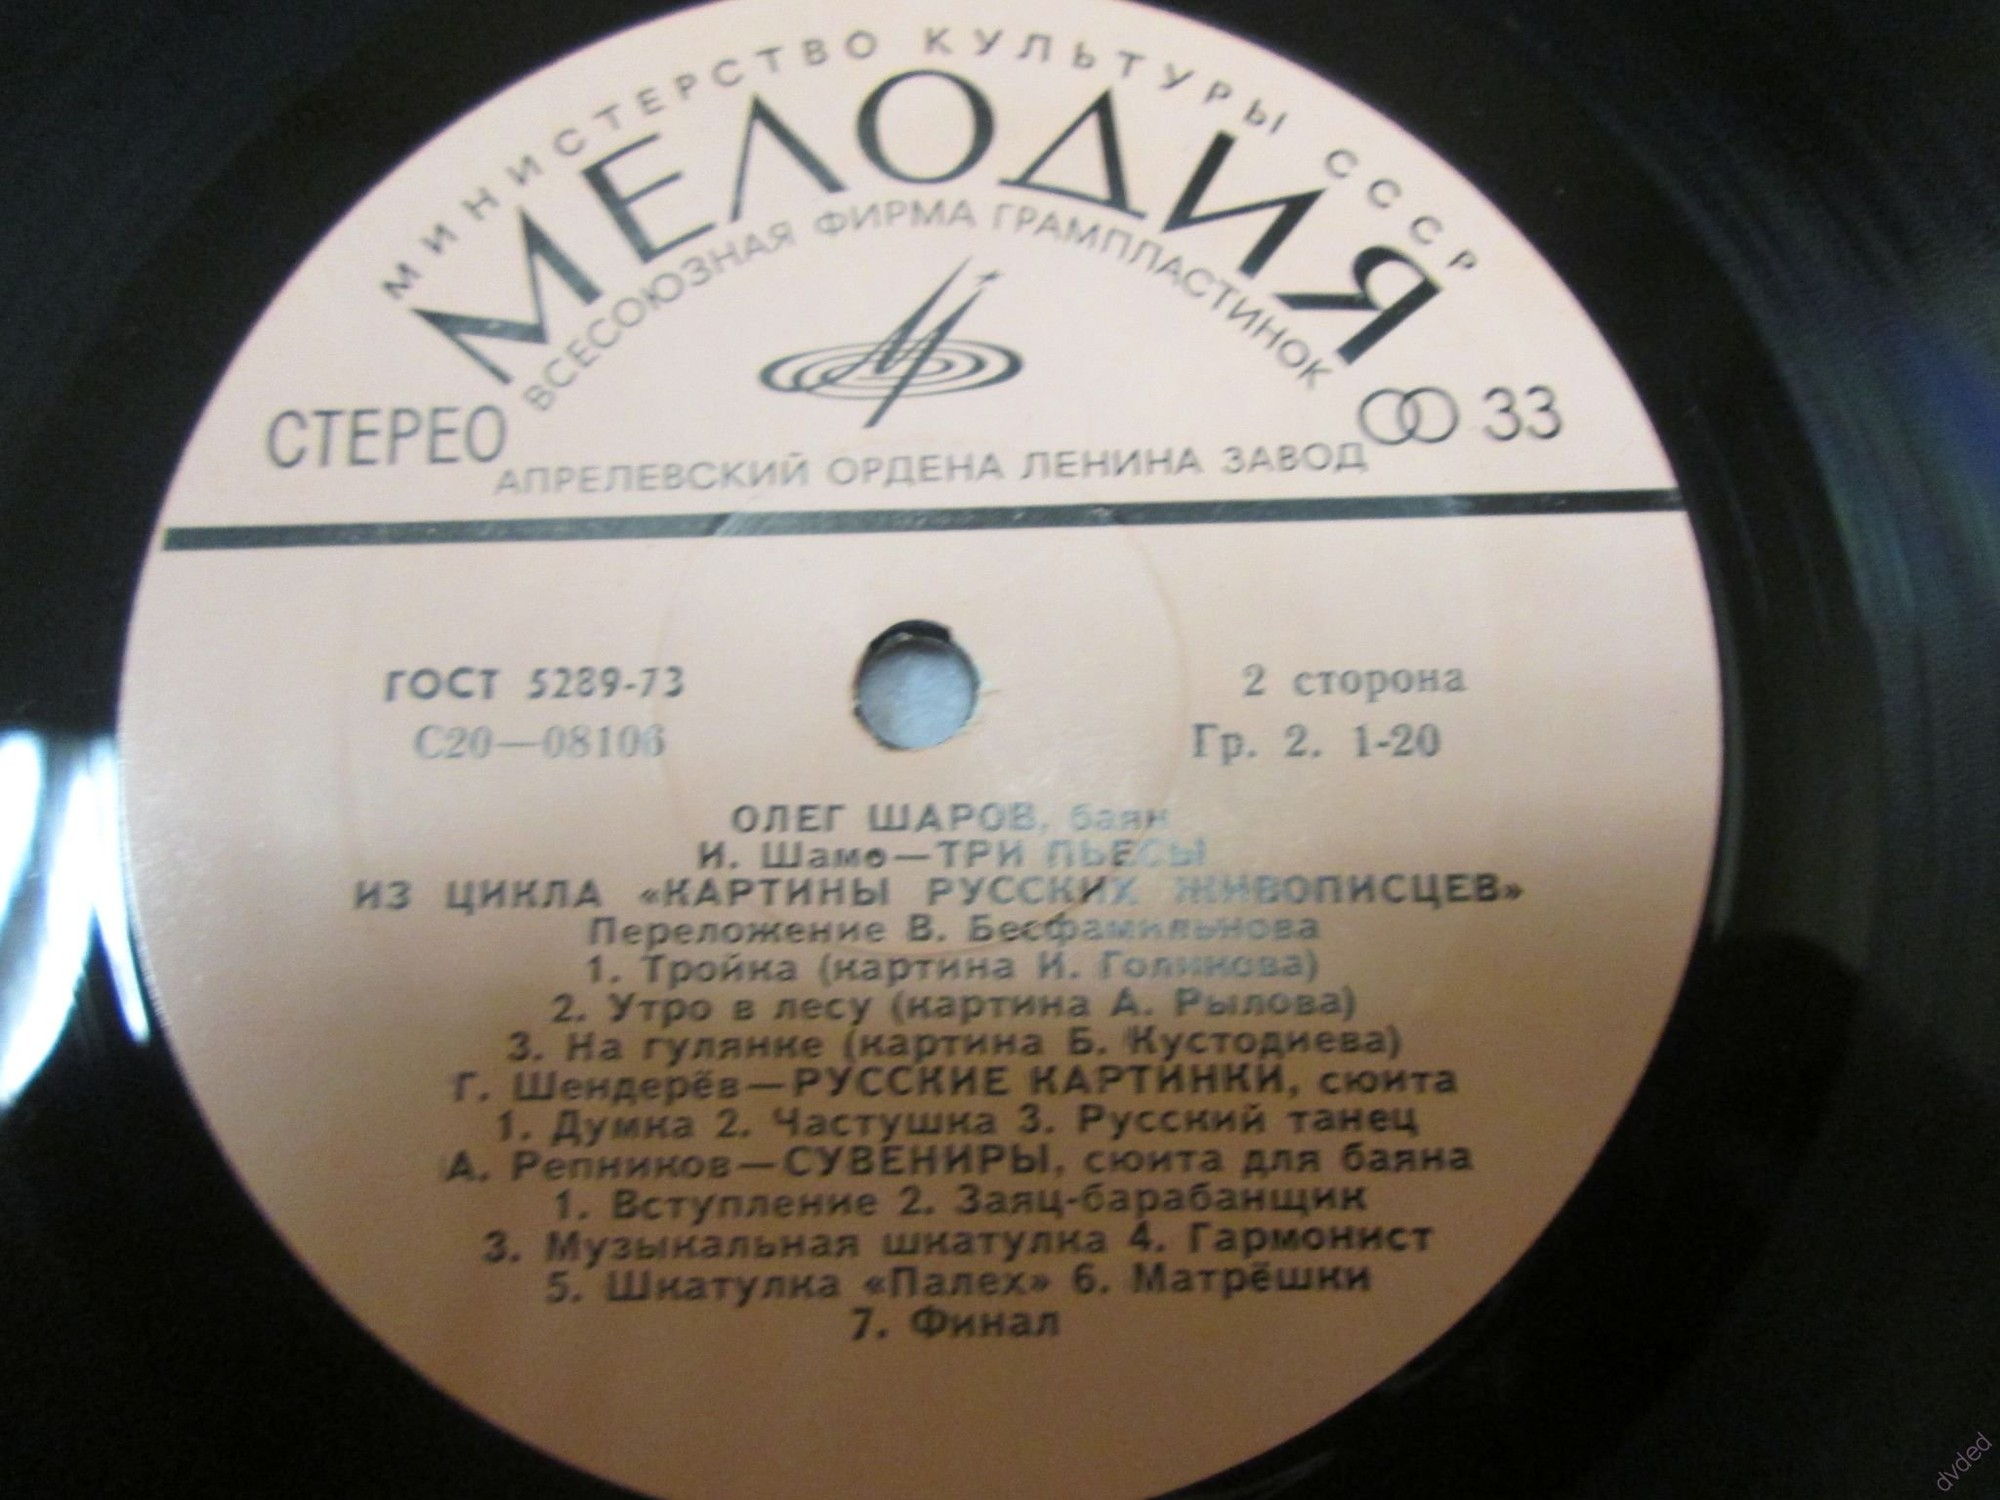 МИНИСТЕРСТВО КУЛЬТУРЫ СССР
МЕЛОДИЯ
ВСЕСОЮЗНАЯ ФИРМА ГРАМПЛАСТИНОК
М
СТЕРЕО
33
АПРЕЛЕВСКИЙ ОРДЕНА ЛЕНИНА ЗАВОД
ГОСТ 5289-73
2 сторона
С20—08106
Гр. 2. 1-20
ОЛЕГ ШАРОВ, баян
И. Шамо—ТРИ ПЬЕСЫ
ИЗ ЦИКЛА «КАРТИНЫ РУССКИХ ЖИВОПИСЦЕВ»
Переложение В. Бесфамильнова
1. Тройка (картина И. Голикова)
2. Утро в лесу (картина А. Рылова)
3. На гулянке (картина Б. Кустодиева)
Г. Шендерёв—РУССКИЕ КАРТИНКИ, сюита
1. Думка 2. Частушка 3. Русский танец
А. Репников—СУВЕНИРЫ, сюита для баяна
1. Вступление 2. Заяц-барабанщик
3. Музыкальная шкатулка 4. Гармонист
5. Шкатулка «Палех» 6. Матрёшки
7. Финал
dvded